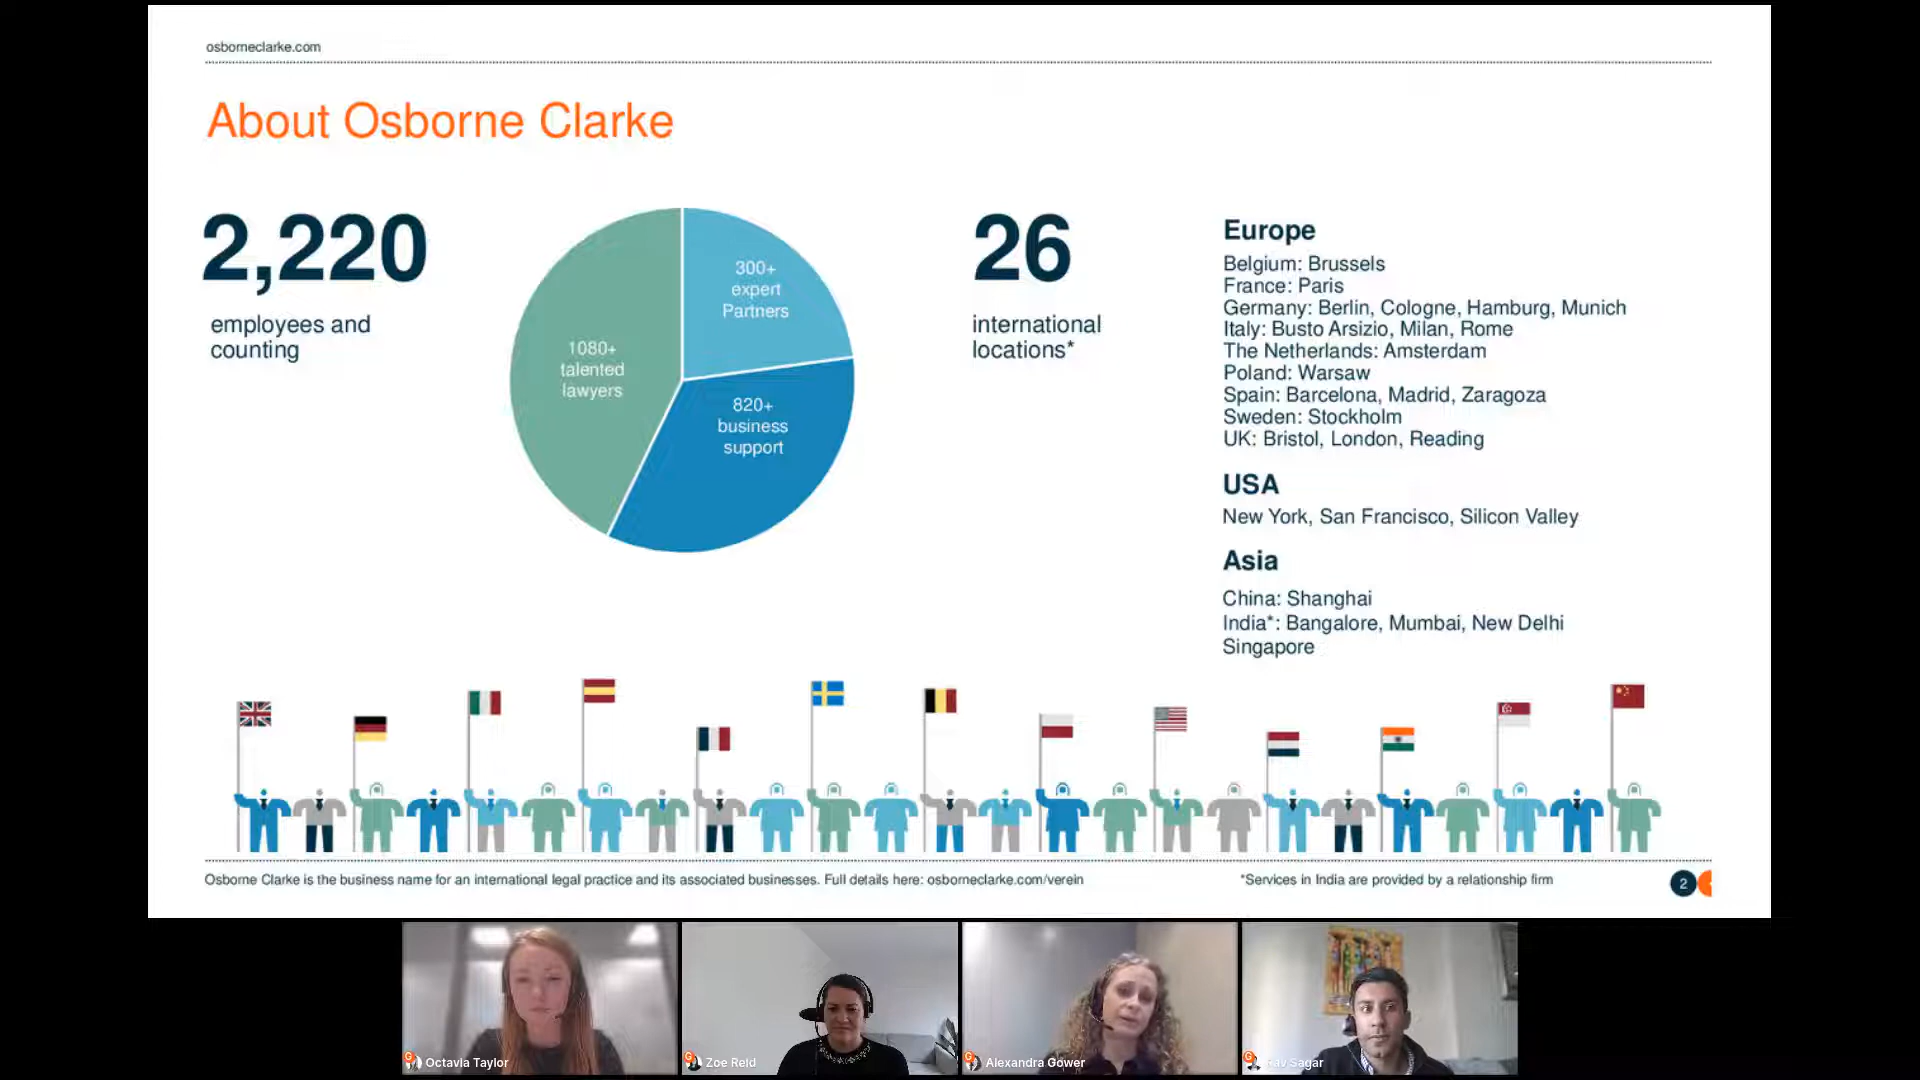 osborneclarke.com
About Osborne Clarke
2,220
employees and
counting
300+
expert
Partners
1080+
talented
lawyers
820+
business
support
26
international
locations*
Europe
Belgium: Brussels
France: Paris
Germany: Berlin, Cologne, Hamburg, Munich
Italy: Busto Arsizio, Milan, Rome
The Netherlands: Amsterdam
Poland: Warsaw
Spain: Barcelona, Madrid, Zaragoza
Sweden: Stockholm
UK: Bristol, London, Reading
USA
New York, San Francisco, Silicon Valley
Asia
China: Shanghai
India*: Bangalore, Mumbai, New Delhi
Singapore
Osborne Clarke is the business name for an international legal practice and its associated businesses. Full details here: osborneclarke.com/verein
*Services in India are provided by a relationship firm
2
Octavia Taylor
Zoe Reid
Alexandra Gower
Sagar